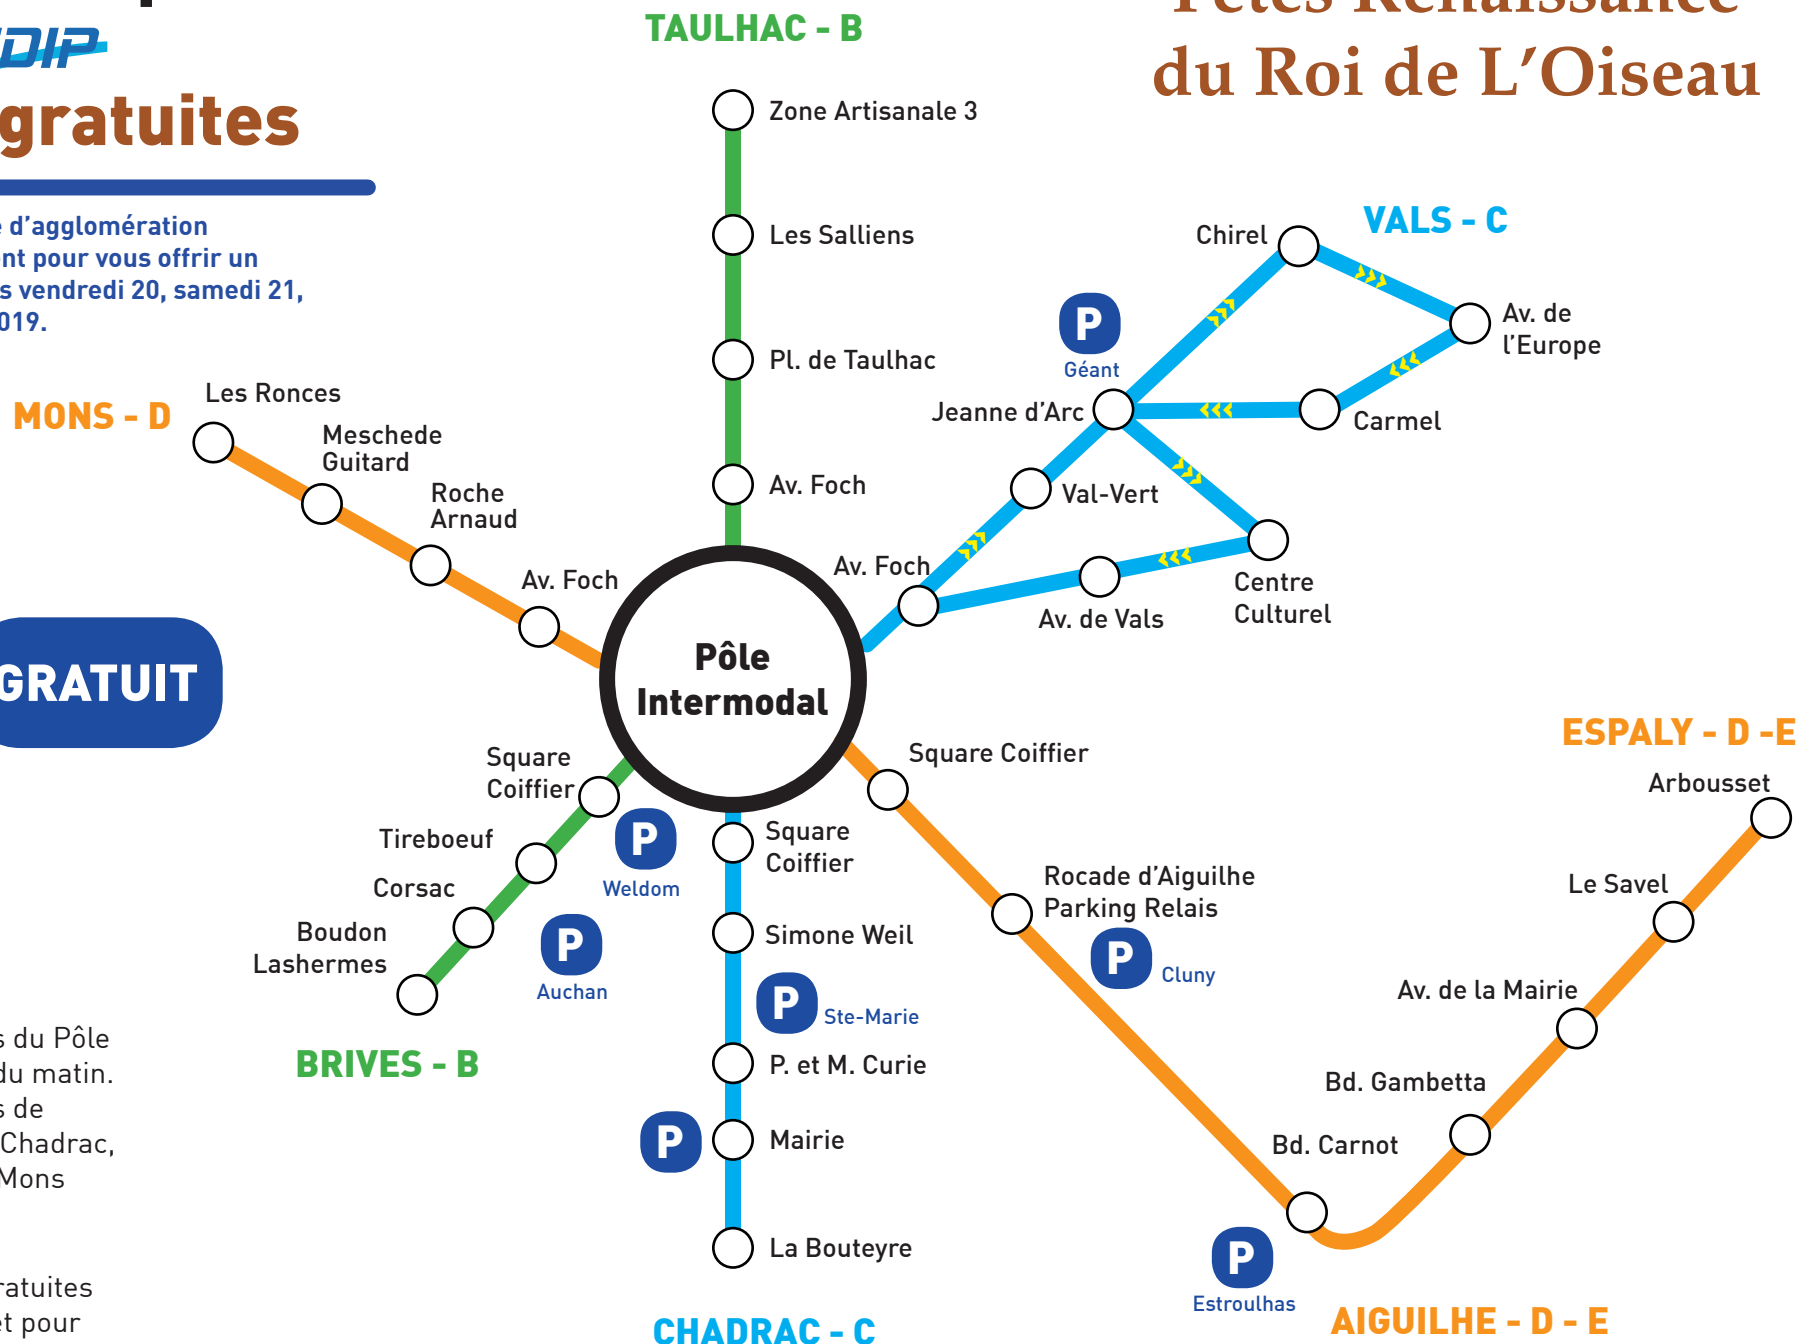 DIP
gratuites
d'agglomération
pour vous offrir un
vendredi 20, samedi 21,
Fêtes Renaissance
du Roi de L'Oiseau
TAULHAC - B
Zone Artisanale 3
Les Salliens
Pl. de Taulhac
Av. Foch
VALS - C
Chirel
Av. de
l'Europe
P
Géant
Jeanne d'Arc
Carmel
Val-Vert
Av. Foch
Centre
Culturel
Av. de Vals
MONS - D
Les Ronces
Meschede
Guitard
Roche
Arnaud
Av. Foch
GRATUIT
Pôle
Intermodal
Square
Coiffier
Tireboeuf
P
Weldom
Corsac
Boudon
Lashermes
P
Auchan
BRIVES - B
Square
Coiffier
Simone Weil
P
Ste-Marie
P. et M. Curie
P
Mairie
La Bouteyre
CHADRAC - C
Square Coiffier
Rocade d'Aiguilhe
Parking Relais
P
Cluny
ESPALY - D -E
Arbousset
Le Savel
Av. de la Mairie
Bd. Gambetta
Bd. Carnot
P
Estroulhas
AIGUILHE - D - E
du Pôle
du matin.
de
Chadrac,
Mons
pour